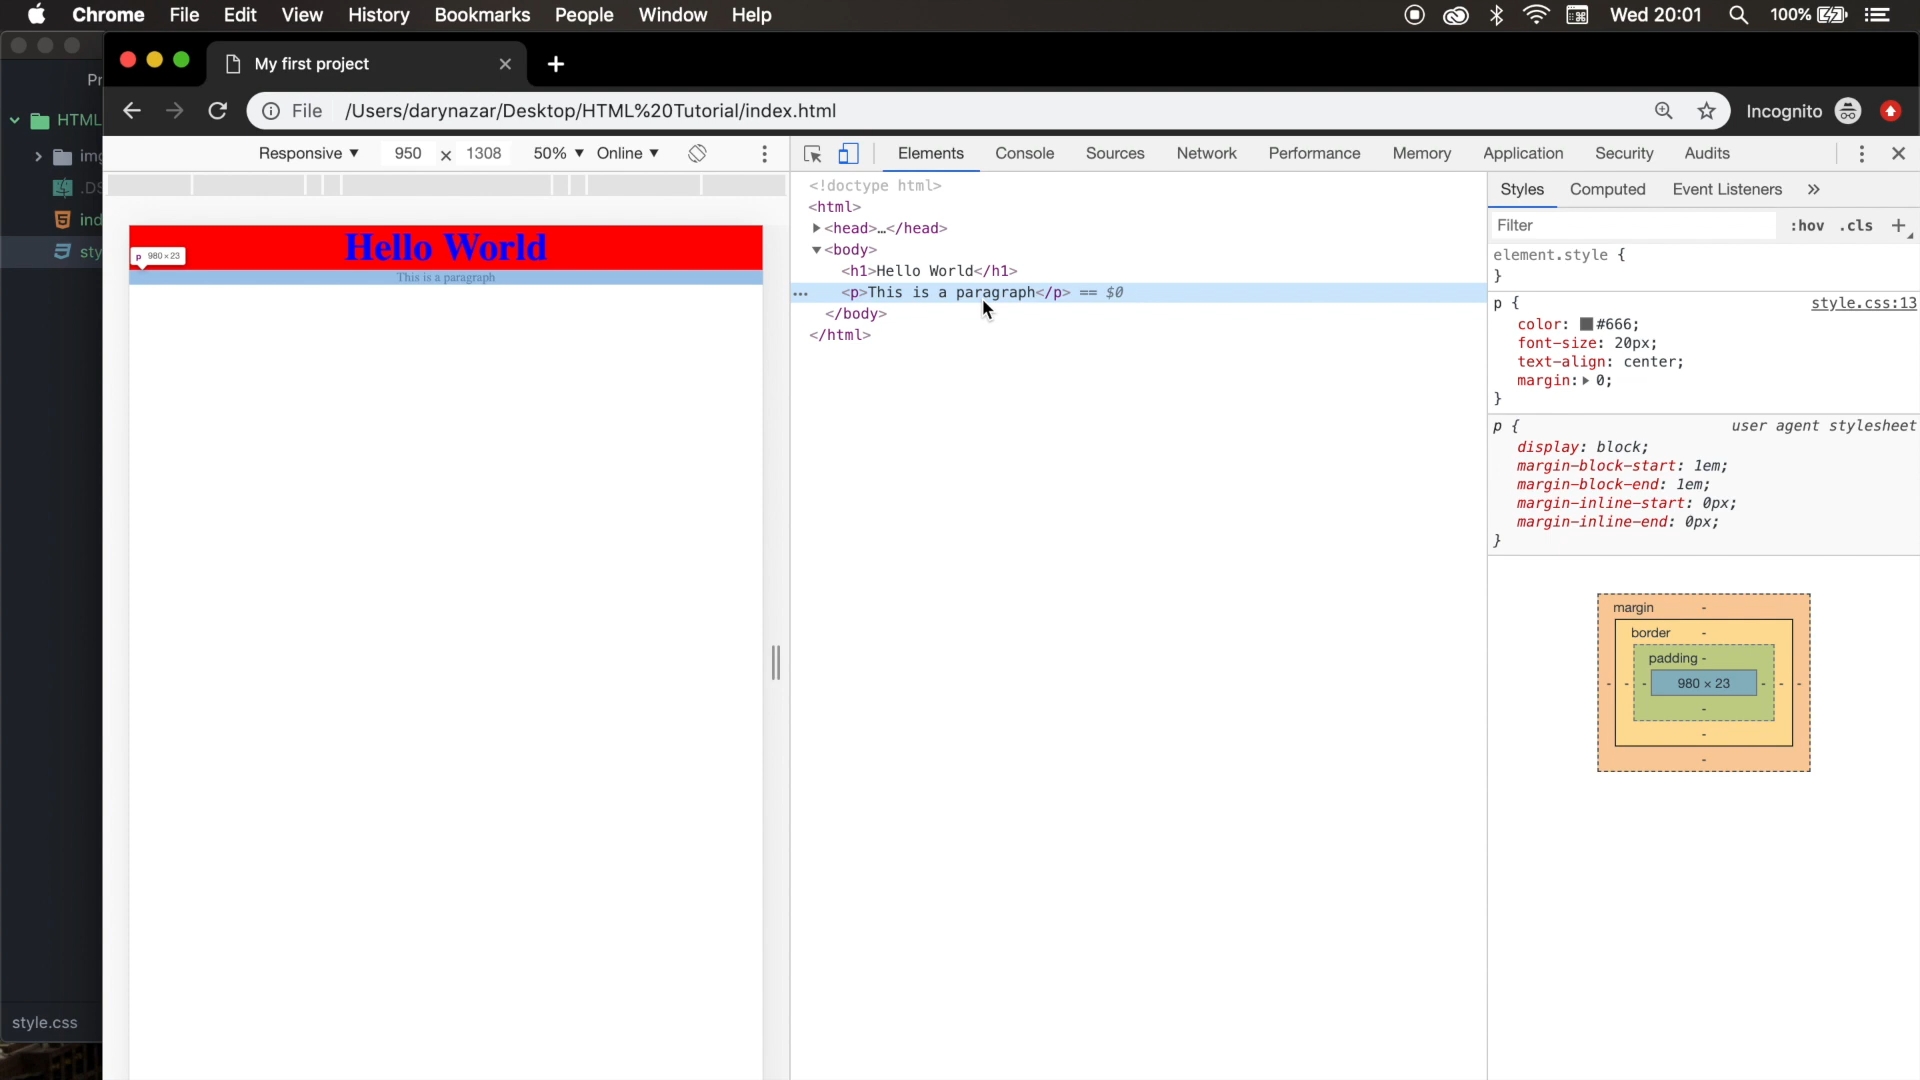 Chrome File Edit View History Bookmarks People Window Help Wed 20:01 100%
My first project
File /Users/darynazar/Desktop/HTML%20Tutorial/index.html Incognito
HTML
Responsive 950 x 1308 50% Online
Elements Console Sources Network Performance Memory Application Security Audits
Hello World
p 980×23
This is a paragraph
<!doctype html>
<html>
<head>…</head>
<body>
<h1>Hello World</h1>
… <p>This is a paragraph</p> == $0
</body>
</html>
Styles Computed Event Listeners »
Filter :hov .cls +
element.style {
}
p { style.css:13
color: #666;
font-size: 20px;
text-align: center;
margin: 0;
}
p { user agent stylesheet
display: block;
margin-block-start: 1em;
margin-block-end: 1em;
margin-inline-start: 0px;
margin-inline-end: 0px;
}
margin -
border -
padding -
- - - 980 × 23 - - -
-
-
-
style.css